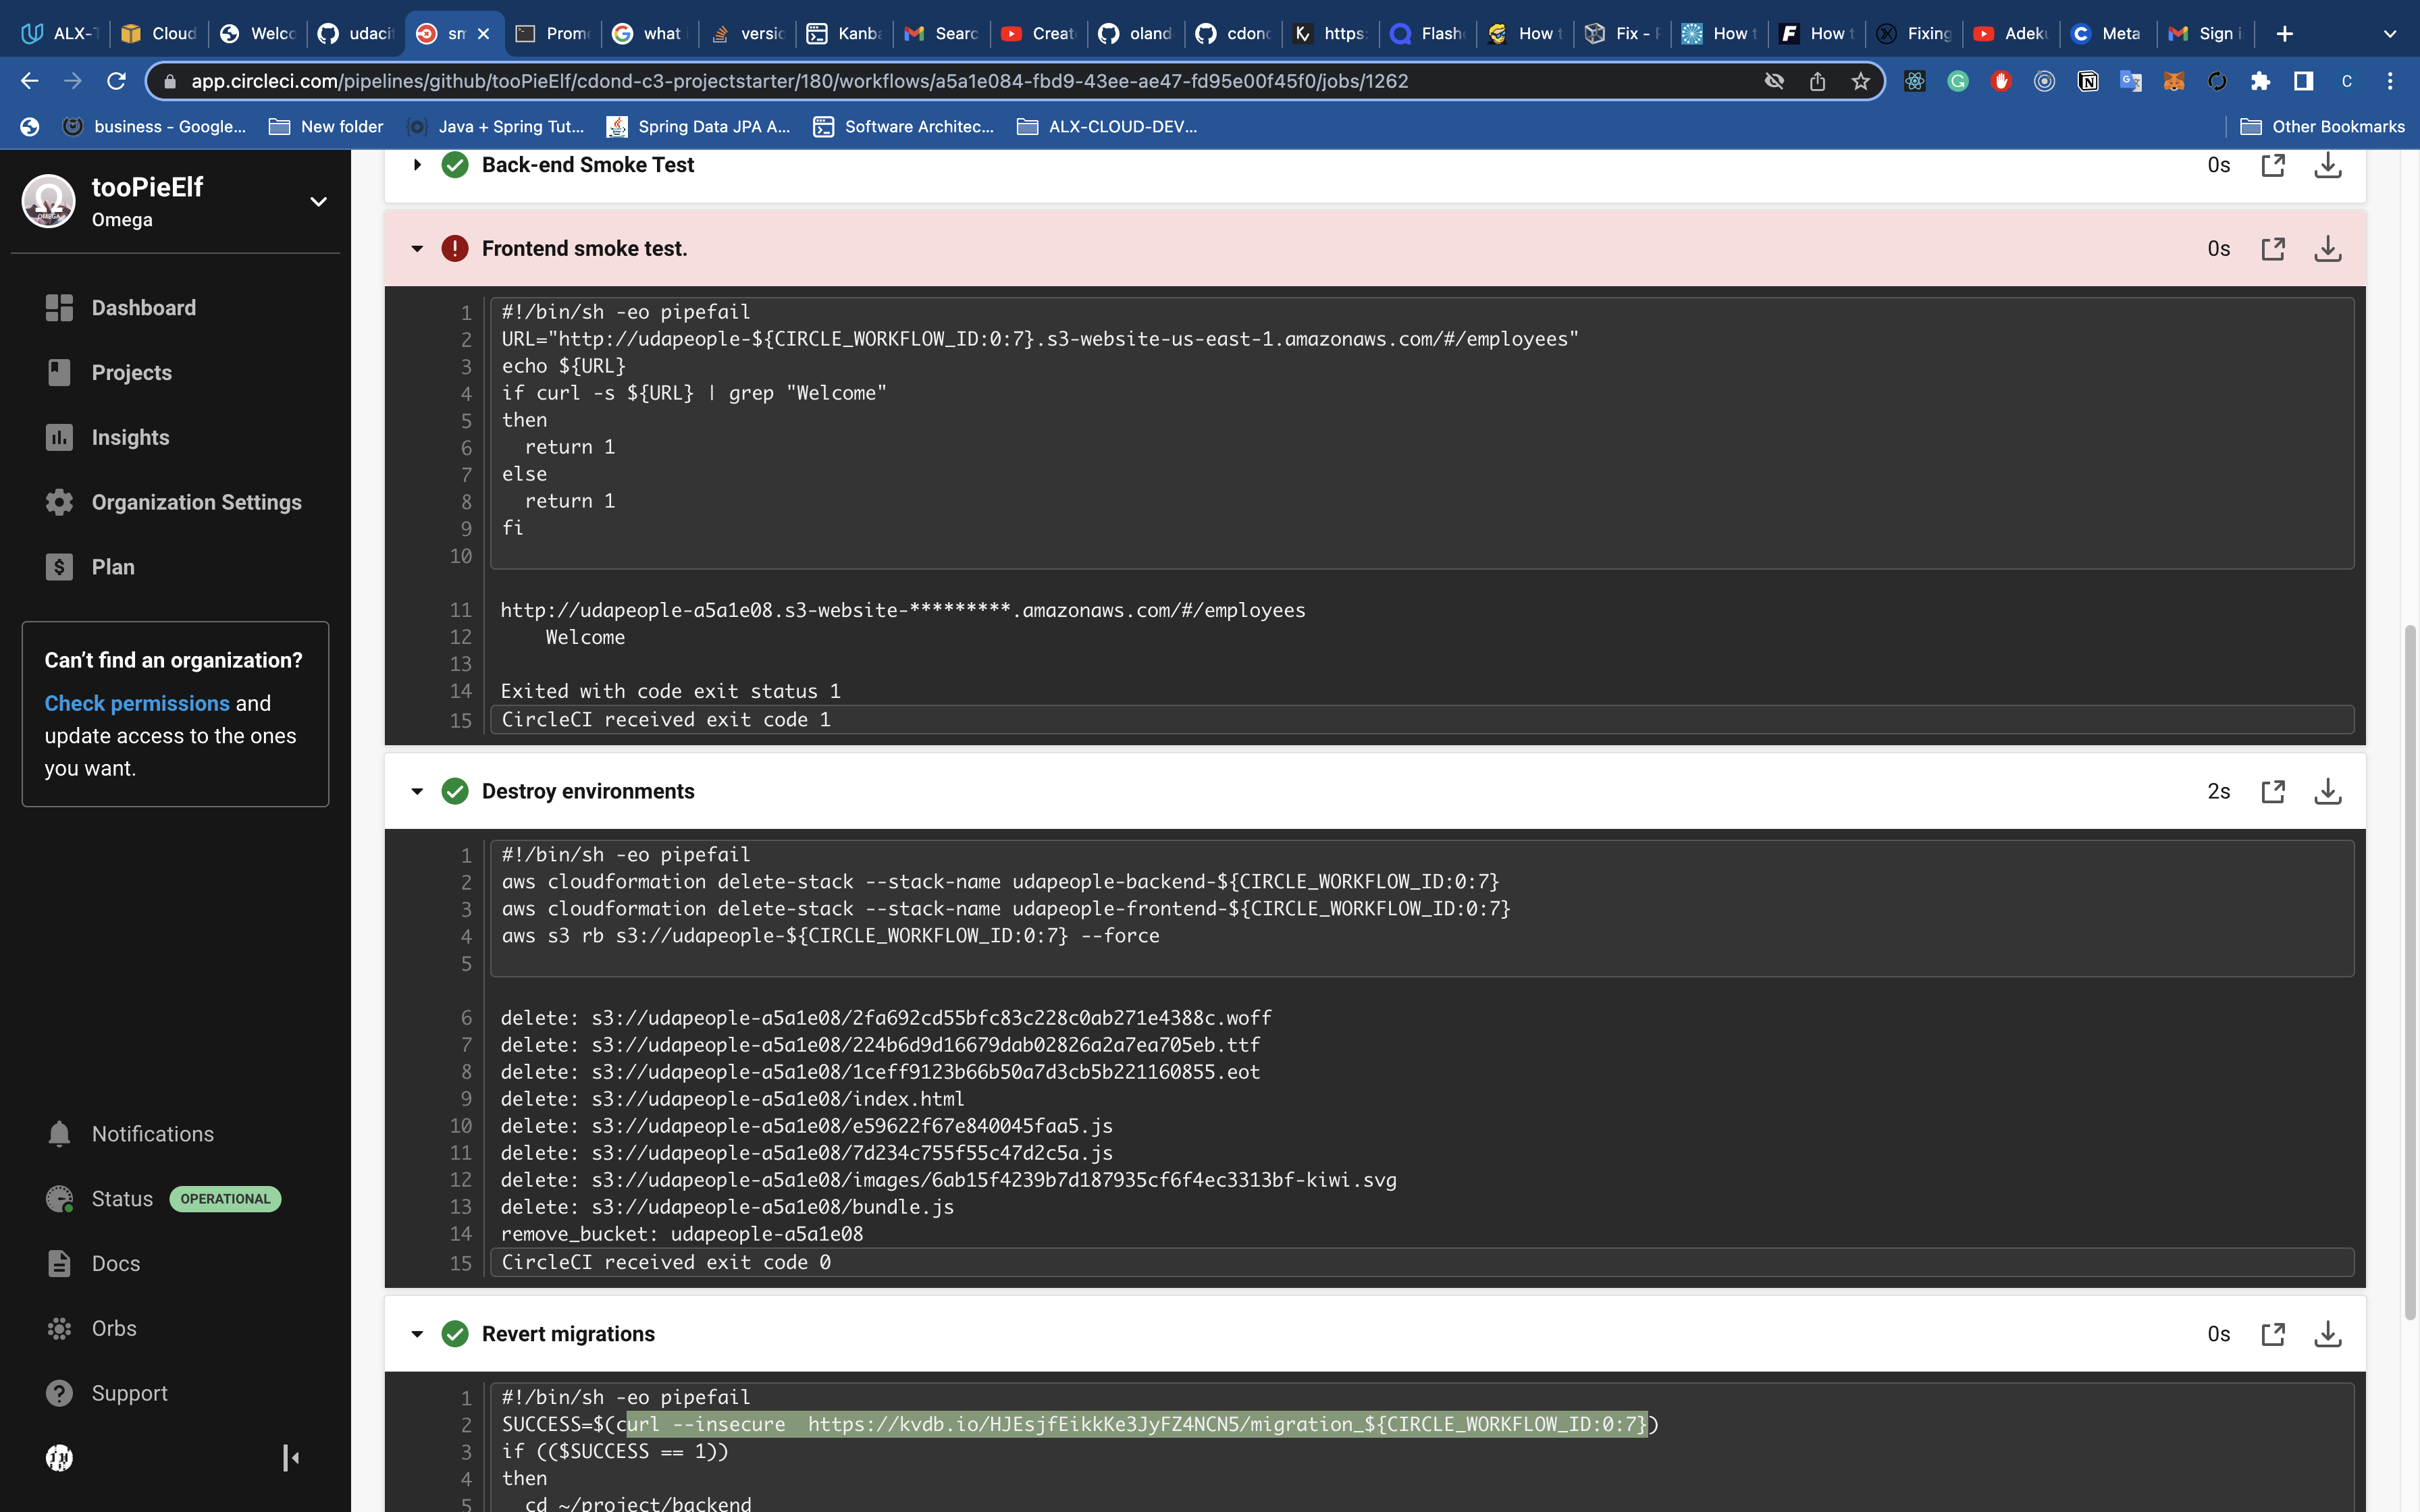 ALX-T
Cloud
Welco
udacit
sm
Prome
what i
versio
Kanba
Searc
Creat
oland
cdond
https:
Flash
How t
Fix - P
How t
How t
Fixing
Adeku
Meta
Sign i
app.circleci.com/pipelines/github/tooPieElf/cdond-c3-projectstarter/180/workflows/a5a1e084-fbd9-43ee-ae47-fd95e00f45f0/jobs/1262
C
business - Google...
New folder
Java + Spring Tut...
Spring Data JPA A...
Software Architec...
ALX-CLOUD-DEV...
Other Bookmarks
tooPieElf
Omega
Dashboard
Projects
Insights
Organization Settings
Plan
Can't find an organization?
Check permissions and
update access to the ones
you want.
Notifications
Status OPERATIONAL
Docs
Orbs
Support
Back-end Smoke Test 0s
Frontend smoke test. 0s
1 #!/bin/sh -eo pipefail
2 URL="http://udapeople-${CIRCLE_WORKFLOW_ID:0:7}.s3-website-us-east-1.amazonaws.com/#/employees"
3 echo ${URL}
4 if curl -s ${URL} | grep "Welcome"
5 then
6 return 1
7 else
8 return 1
9 fi
10
11 http://udapeople-a5a1e08.s3-website-*********.amazonaws.com/#/employees
12 Welcome
13
14 Exited with code exit status 1
15 CircleCI received exit code 1
Destroy environments 2s
1 #!/bin/sh -eo pipefail
2 aws cloudformation delete-stack --stack-name udapeople-backend-${CIRCLE_WORKFLOW_ID:0:7}
3 aws cloudformation delete-stack --stack-name udapeople-frontend-${CIRCLE_WORKFLOW_ID:0:7}
4 aws s3 rb s3://udapeople-${CIRCLE_WORKFLOW_ID:0:7} --force
5
6 delete: s3://udapeople-a5a1e08/2fa692cd55bfc83c228c0ab271e4388c.woff
7 delete: s3://udapeople-a5a1e08/224b6d9d16679dab02826a2a7ea705eb.ttf
8 delete: s3://udapeople-a5a1e08/1ceff9123b66b50a7d3cb5b221160855.eot
9 delete: s3://udapeople-a5a1e08/index.html
10 delete: s3://udapeople-a5a1e08/e59622f67e840045faa5.js
11 delete: s3://udapeople-a5a1e08/7d234c755f55c47d2c5a.js
12 delete: s3://udapeople-a5a1e08/images/6ab15f4239b7d187935cf6f4ec3313bf-kiwi.svg
13 delete: s3://udapeople-a5a1e08/bundle.js
14 remove_bucket: udapeople-a5a1e08
15 CircleCI received exit code 0
Revert migrations 0s
1 #!/bin/sh -eo pipefail
2 SUCCESS=$(curl --insecure  https://kvdb.io/HJEsjfEikkKe3JyFZ4NCN5/migration_${CIRCLE_WORKFLOW_ID:0:7})
3 if (($SUCCESS == 1))
4 then
5 cd ~/project/backend